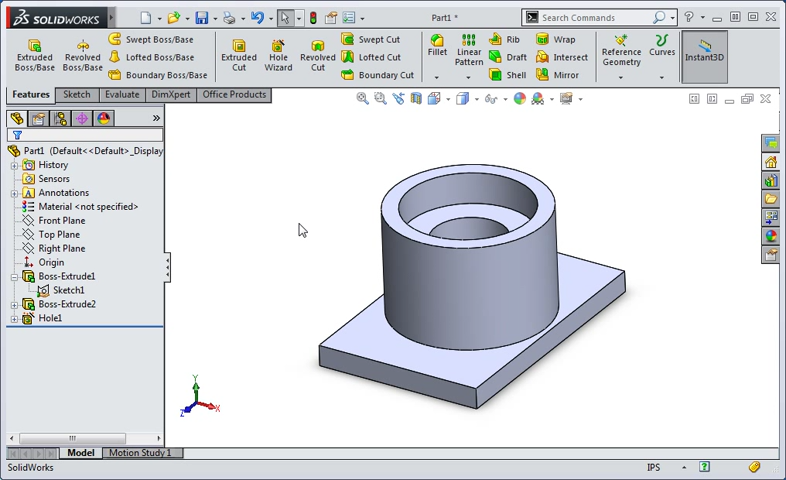 SOLIDWORKS
Part1 *
Search Commands
Extruded Boss/Base
Revolved Boss/Base
Swept Boss/Base
Lofted Boss/Base
Boundary Boss/Base
Extruded Cut
Hole Wizard
Revolved Cut
Swept Cut
Lofted Cut
Boundary Cut
Fillet
Linear Pattern
Rib
Draft
Shell
Wrap
Intersect
Mirror
Reference Geometry
Curves
Instant3D
Features
Sketch
Evaluate
DimXpert
Office Products
Part1 (Default<<Default>_Display
History
Sensors
Annotations
Material <not specified>
Front Plane
Top Plane
Right Plane
Origin
Boss-Extrude1
Sketch1
Boss-Extrude2
Hole1
Y
Z
X
Model
Motion Study 1
SolidWorks
IPS